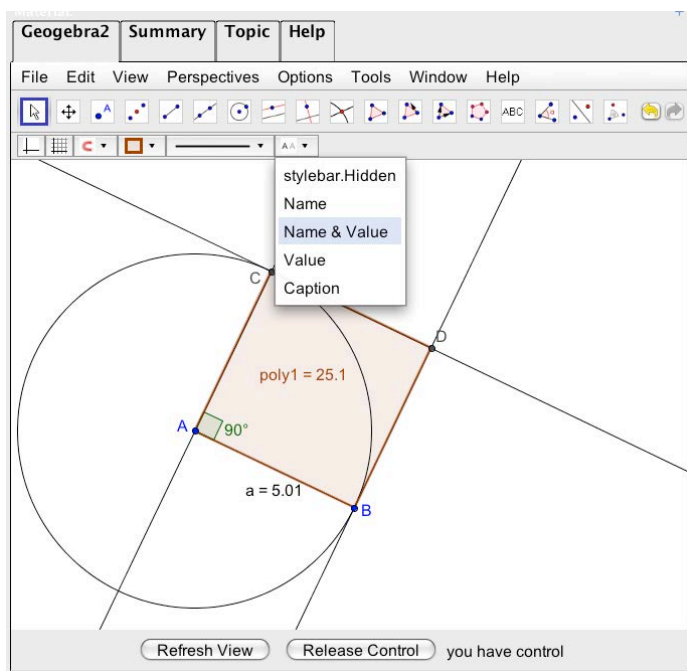 Geogebra2 Summary Topic Help
File Edit View Perspectives Options Tools Window Help
A ABC
A A
stylebar.Hidden
Name
Name & Value
Value
Caption
C
D
poly1 = 25.1
A 90°
a = 5.01
B
Refresh View Release Control you have control